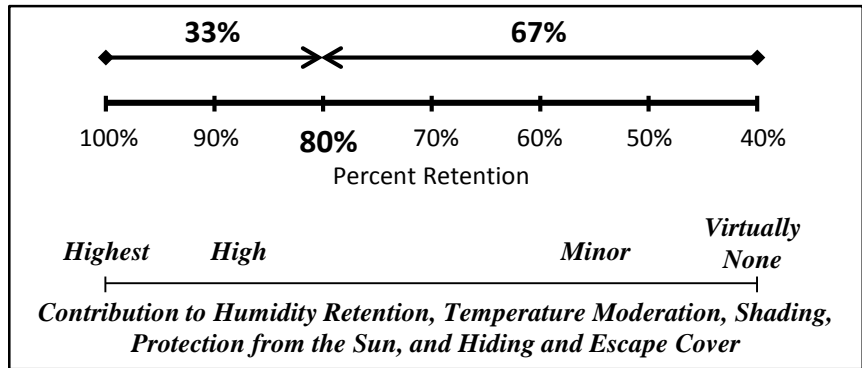 33% 67%
100% 90% 80% 70% 60% 50% 40%
Percent Retention
Highest High Minor Virtually
None
Contribution to Humidity Retention, Temperature Moderation, Shading,
Protection from the Sun, and Hiding and Escape Cover